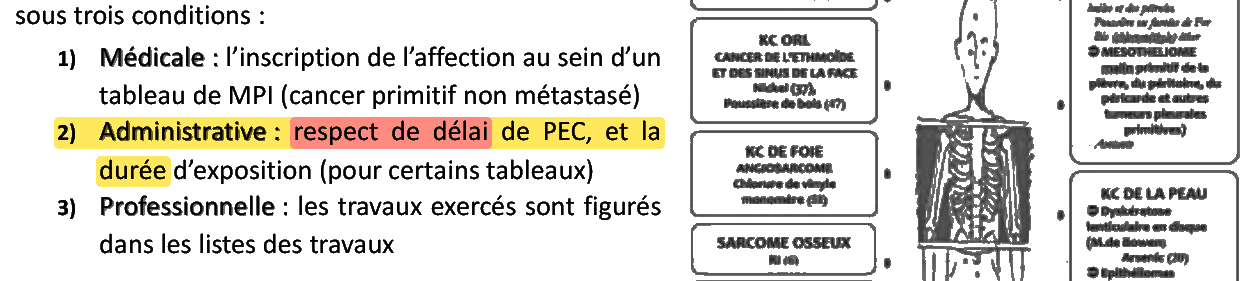 sous trois conditions :
1) Médicale : l’inscription de l’affection au sein d’un
tableau de MPI (cancer primitif non métastasé)
2) Administrative : respect de délai de PEC, et la
durée d’exposition (pour certains tableaux)
3) Professionnelle : les travaux exercés sont figurés
dans les listes des travaux
KC ORL
CANCER DE L’ETHMOÏDE
ET DES SINUS DE LA FACE
Nickel (37),
Poussière de bois (47)
KC DE FOIE
ANGIOSARCOME
Chlorure de vinyle
monomère (52)
SARCOME OSSEUX
RI (6)
MESOTHELIOME
malin primitif de la
plèvre, du péritoine, du
péricarde et autres
tumeurs pleurales
primitives)
KC DE LA PEAU
Dyskératose
lenticulaire en disque
(M.de Bowen)
Arsenic (20)
Epithéliomas